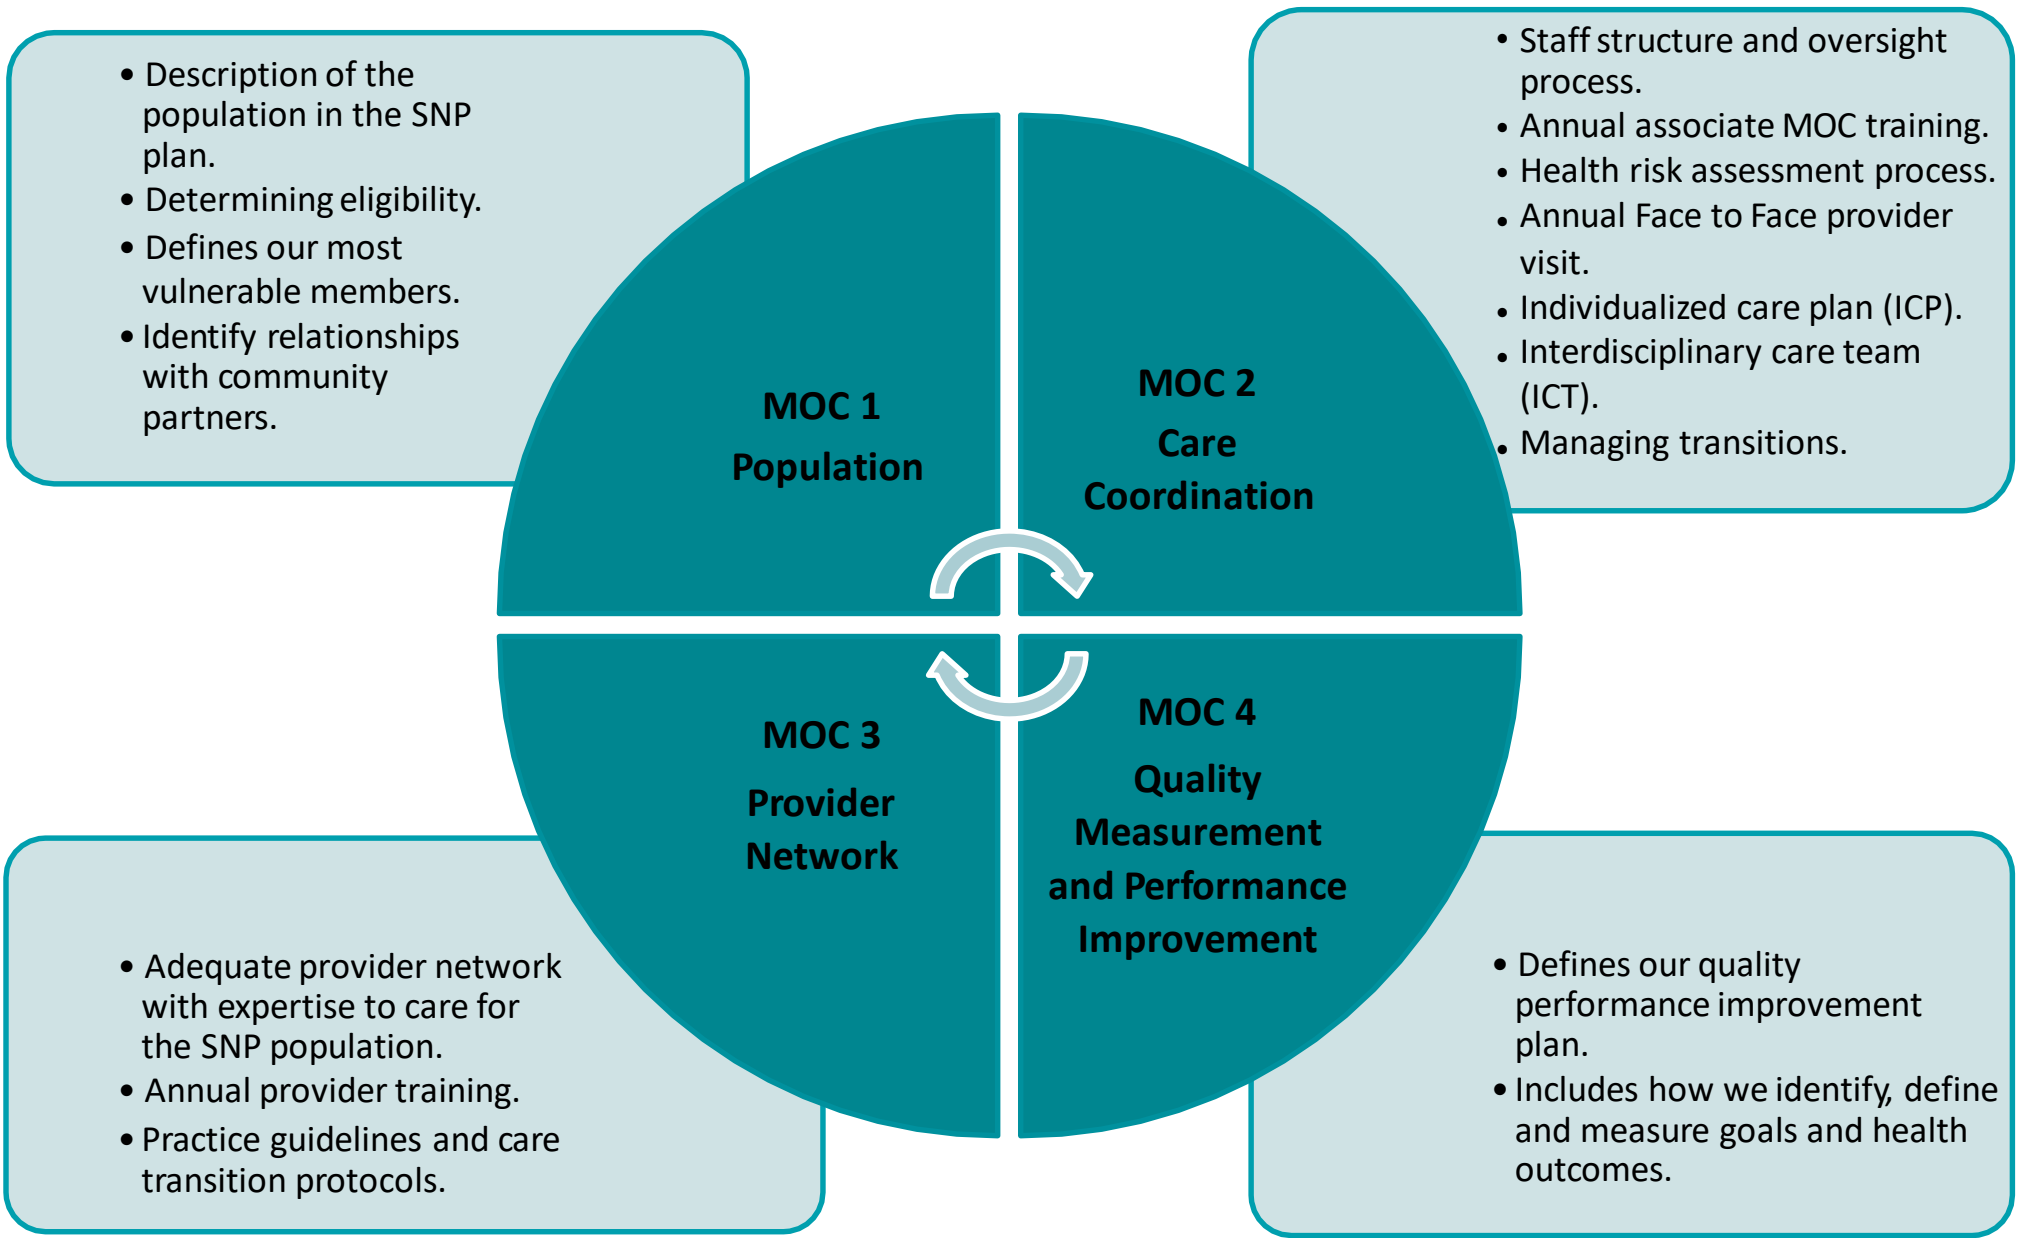 • Description of the
population in the SNP
plan.
• Determining eligibility.
• Defines our most
vulnerable members.
• Identify relationships
with community
partners.
• Staff structure and oversight
process.
• Annual associate MOC training.
• Health risk assessment process.
• Annual Face to Face provider
visit.
• Individualized care plan (ICP).
• Interdisciplinary care team
(ICT).
• Managing transitions.
MOC 1
Population
MOC 2
Care
Coordination
MOC 3
Provider
Network
MOC 4
Quality
Measurement
and Performance
Improvement
• Adequate provider network
with expertise to care for
the SNP population.
• Annual provider training.
• Practice guidelines and care
transition protocols.
• Defines our quality
performance improvement
plan.
• Includes how we identify, define
and measure goals and health
outcomes.